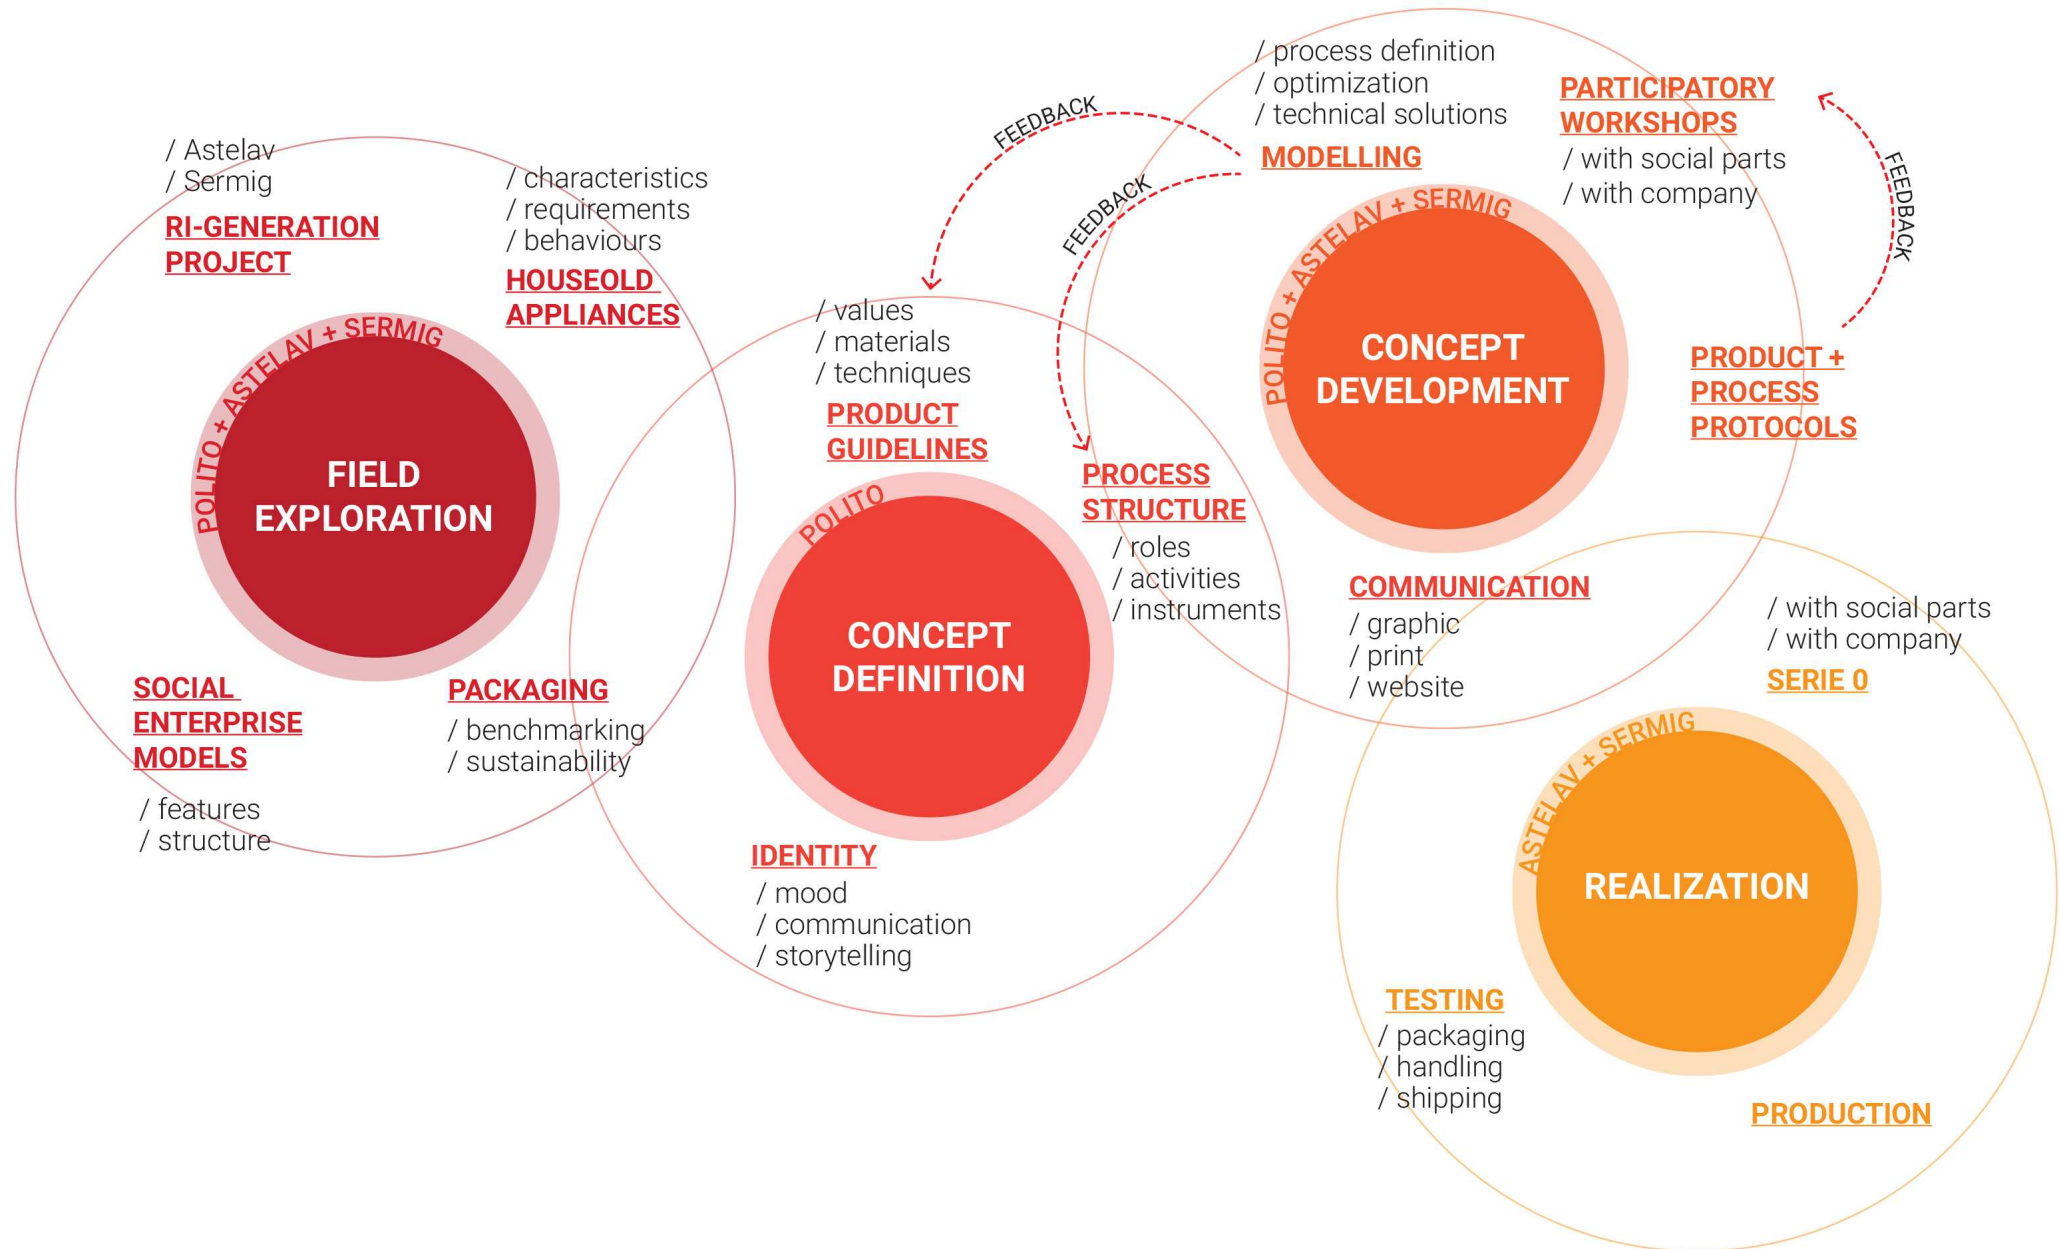 / Astelav
/ Sermig
RI-GENERATION
PROJECT
/ characteristics
/ requirements
/ behaviours
HOUSEOLD
APPLIANCES
POLITO + ASTELAV + SERMIG
FIELD
EXPLORATION
SOCIAL
ENTERPRISE
MODELS
/ features
/ structure
PACKAGING
/ benchmarking
/ sustainability
FEEDBACK
FEEDBACK
/ values
/ materials
/ techniques
PRODUCT
GUIDELINES
PROCESS
STRUCTURE
/ roles
/ activities
/ instruments
POLITO
CONCEPT
DEFINITION
IDENTITY
/ mood
/ communication
/ storytelling
/ process definition
/ optimization
/ technical solutions
MODELLING
PARTICIPATORY
WORKSHOPS
/ with social parts
/ with company
FEEDBACK
POLITO + ASTELAV + SERMIG
CONCEPT
DEVELOPMENT
PRODUCT +
PROCESS
PROTOCOLS
COMMUNICATION
/ graphic
/ print
/ website
/ with social parts
/ with company
SERIE 0
ASTELAV + SERMIG
REALIZATION
TESTING
/ packaging
/ handling
/ shipping
PRODUCTION